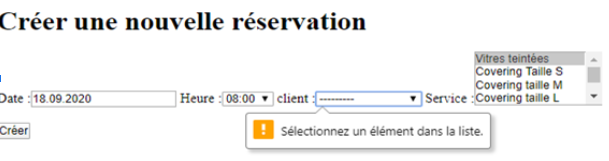 Créer une nouvelle réservation
Vitres teintées
Covering Taille S
Covering taille M
Covering taille L
Date : 18.09.2020 Heure : 08:00 client : --------- Service :
Créer
! Sélectionnez un élément dans la liste.